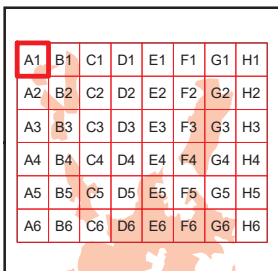 A1 B1 C1 D1 E1 F1 G1 H1
A2 B2 C2 D2 E2 F2 G2 H2
A3 B3 C3 D3 E3 F3 G3 H3
A4 B4 C4 D4 E4 F4 G4 H4
A5 B5 C5 D5 E5 F5 G5 H5
A6 B6 C6 D6 E6 F6 G6 H6